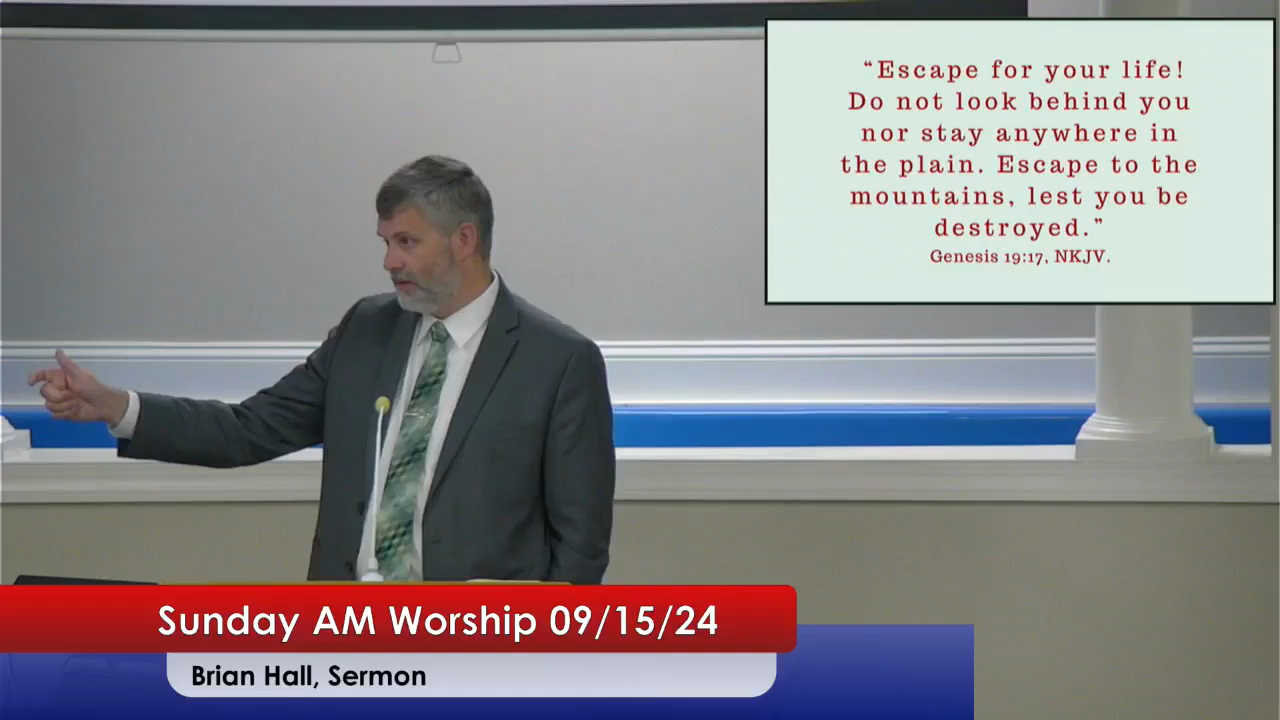 “Escape for your life!
Do not look behind you
nor stay anywhere in
the plain. Escape to the
mountains, lest you be
destroyed.”
Genesis 19:17, NKJV.
Sunday AM Worship 09/15/24
Brian Hall, Sermon